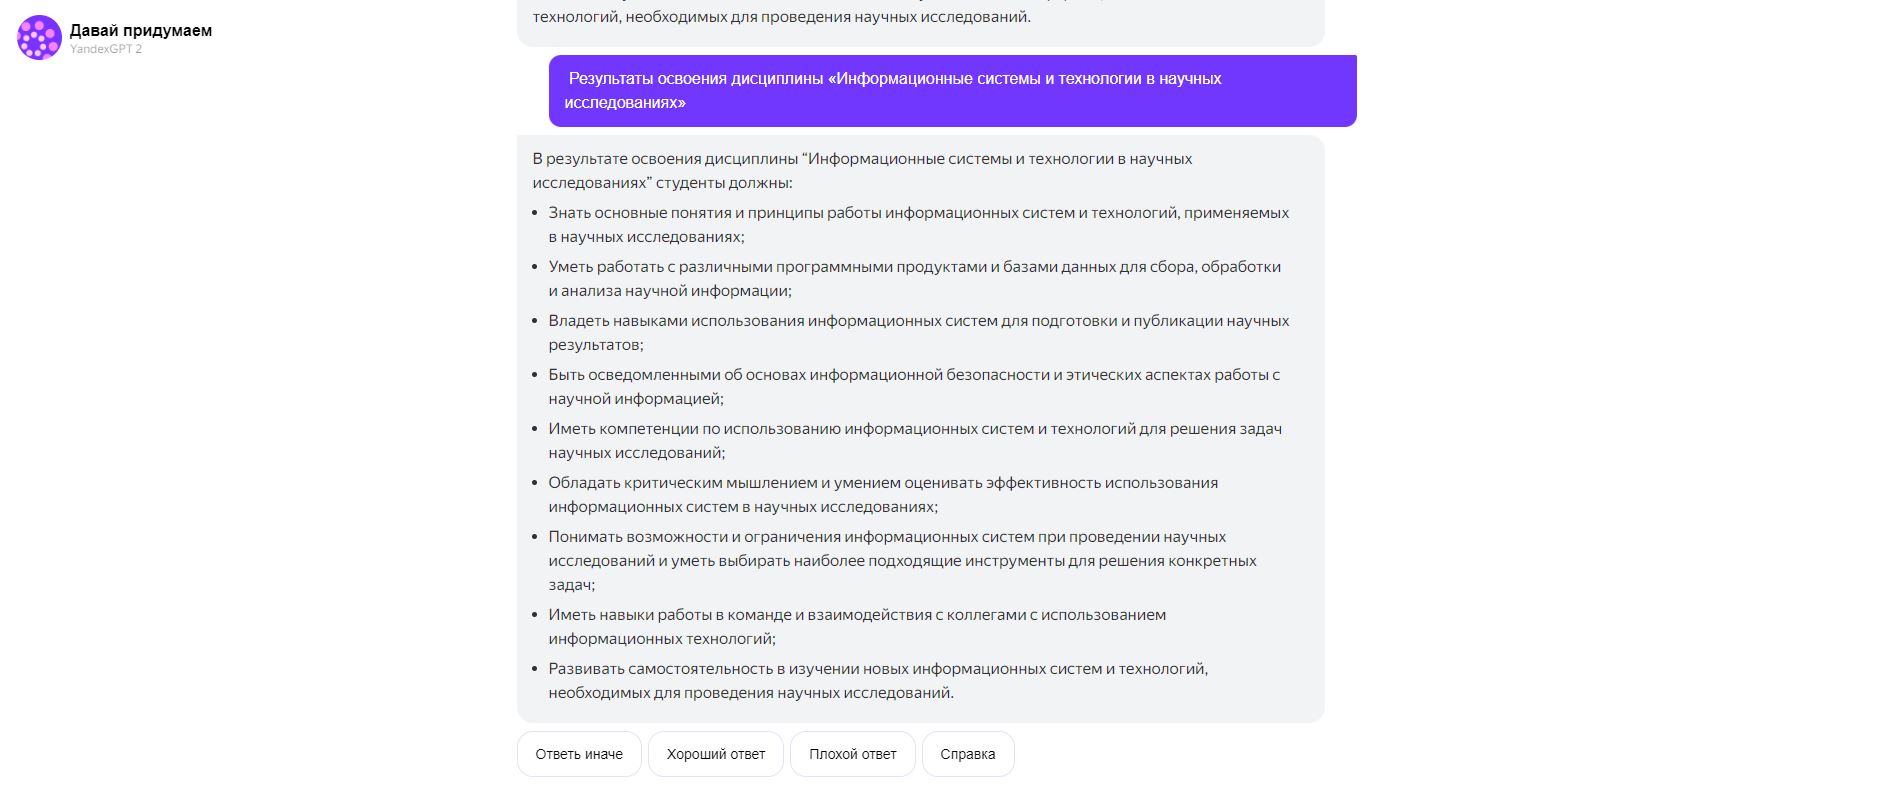 Давай придумаем
YandexGPT 2
технологий, необходимых для проведения научных исследований.
Результаты освоения дисциплины «Информационные системы и технологии в научных
исследованиях»
В результате освоения дисциплины “Информационные системы и технологии в научных
исследованиях” студенты должны:
• Знать основные понятия и принципы работы информационных систем и технологий, применяемых
в научных исследованиях;
• Уметь работать с различными программными продуктами и базами данных для сбора, обработки
и анализа научной информации;
• Владеть навыками использования информационных систем для подготовки и публикации научных
результатов;
• Быть осведомленными об основах информационной безопасности и этических аспектах работы с
научной информацией;
• Иметь компетенции по использованию информационных систем и технологий для решения задач
научных исследований;
• Обладать критическим мышлением и умением оценивать эффективность использования
информационных систем в научных исследованиях;
• Понимать возможности и ограничения информационных систем при проведении научных
исследований и уметь выбирать наиболее подходящие инструменты для решения конкретных
задач;
• Иметь навыки работы в команде и взаимодействия с коллегами с использованием
информационных технологий;
• Развивать самостоятельность в изучении новых информационных систем и технологий,
необходимых для проведения научных исследований.
Ответь иначе
Хороший ответ
Плохой ответ
Справка